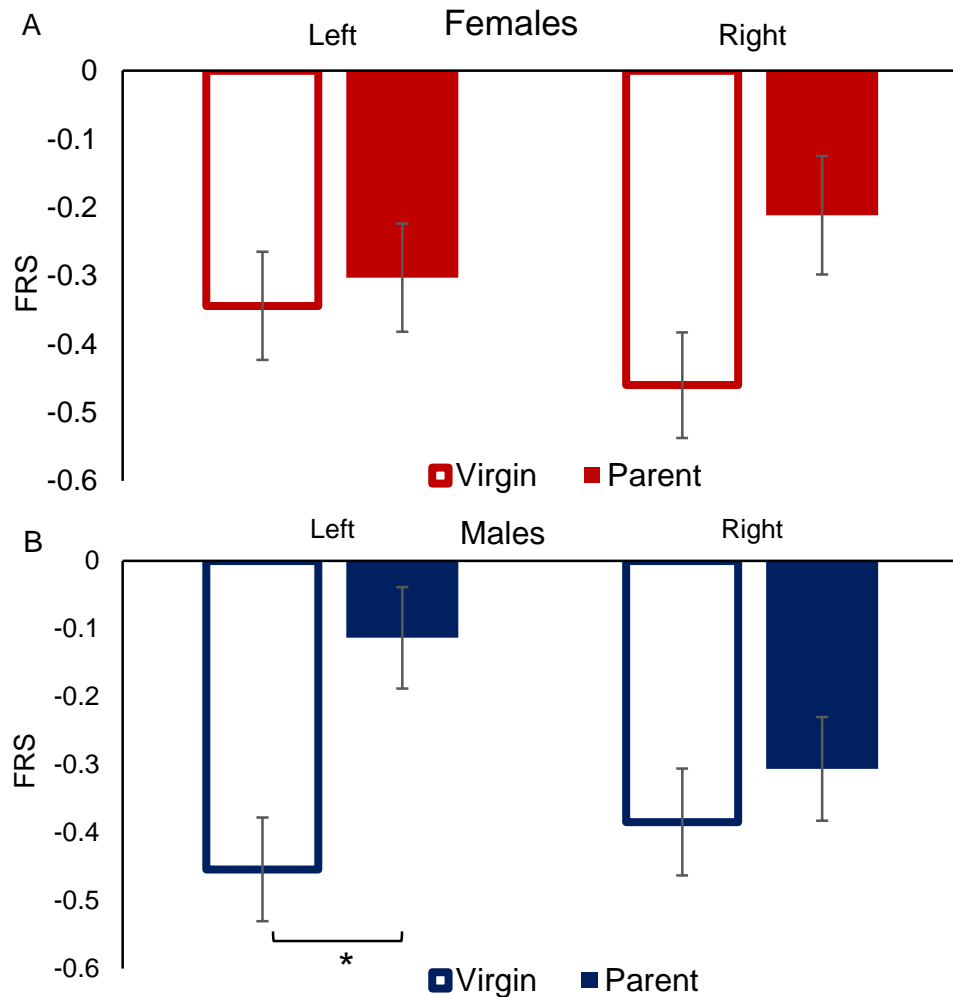 A
Females
Left
Right
0
-0.1
-0.2
-0.3
-0.4
-0.5
-0.6
FRS
Virgin
Parent
B
Males
Left
Right
0
-0.1
-0.2
-0.3
-0.4
-0.5
-0.6
FRS
*
Virgin
Parent